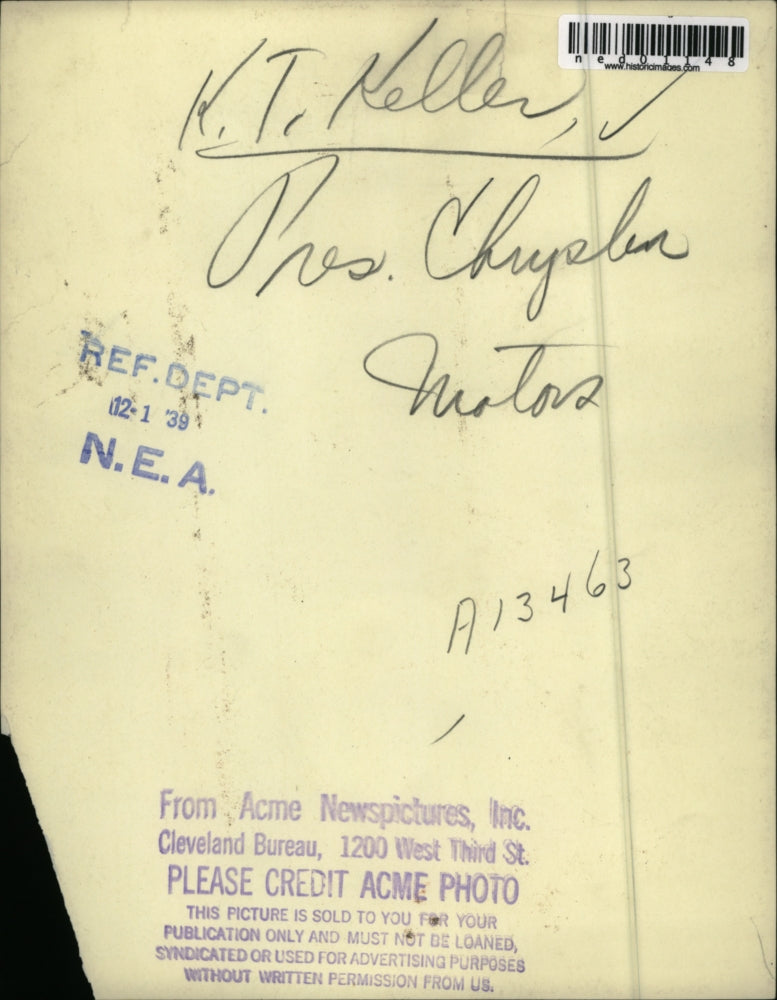 ned01148
www.historicimages.com
K.T. Keller, ✓
Pres. Chrysler
Motors
REF. DEPT.
12-1 '39
N.E.A.
A13463
From Acme Newspictures, Inc.
Cleveland Bureau, 1200 West Third St.
PLEASE CREDIT ACME PHOTO
THIS PICTURE IS SOLD TO YOU FOR YOUR
PUBLICATION ONLY AND MUST NOT BE LOANED,
SYNDICATED OR USED FOR ADVERTISING PURPOSES
WITHOUT WRITTEN PERMISSION FROM US.